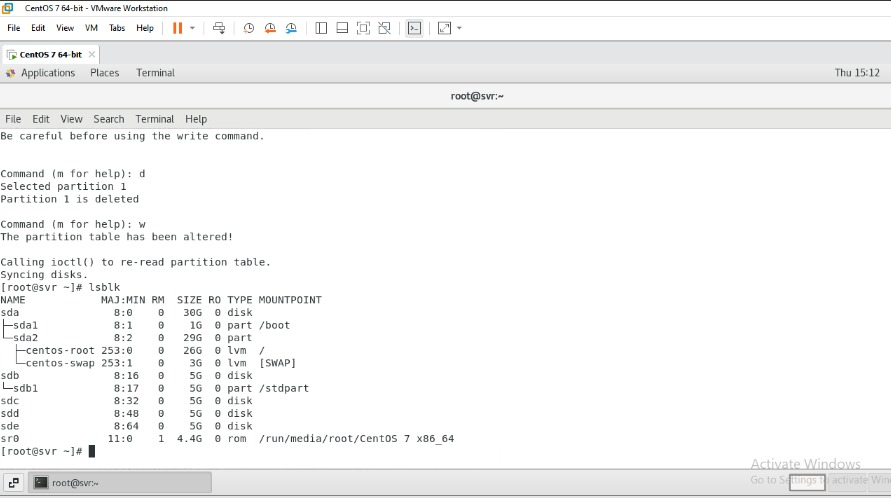 CentOS 7 64-bit - VMware Workstation
File Edit View VM Tabs Help
CentOS 7 64-bit
Applications Places Terminal Thu 15:12
root@svr:~
File Edit View Search Terminal Help
Be careful before using the write command.
Command (m for help): d
Selected partition 1
Partition 1 is deleted
Command (m for help): w
The partition table has been altered!
Calling ioctl() to re-read partition table.
Syncing disks.
[root@svr ~]# lsblk
NAME            MAJ:MIN RM  SIZE RO TYPE MOUNTPOINT
sda               8:0    0   30G  0 disk
├─sda1            8:1    0    1G  0 part /boot
└─sda2            8:2    0   29G  0 part
  ├─centos-root 253:0    0   26G  0 lvm  /
  └─centos-swap 253:1    0    3G  0 lvm  [SWAP]
sdb               8:16   0    5G  0 disk
└─sdb1            8:17   0    5G  0 part /stdpart
sdc               8:32   0    5G  0 disk
sdd               8:48   0    5G  0 disk
sde               8:64   0    5G  0 disk
sr0              11:0    1  4.4G  0 rom  /run/media/root/CentOS 7 x86_64
[root@svr ~]#
Activate Windows
Go to Settings to activate Win
root@svr:~